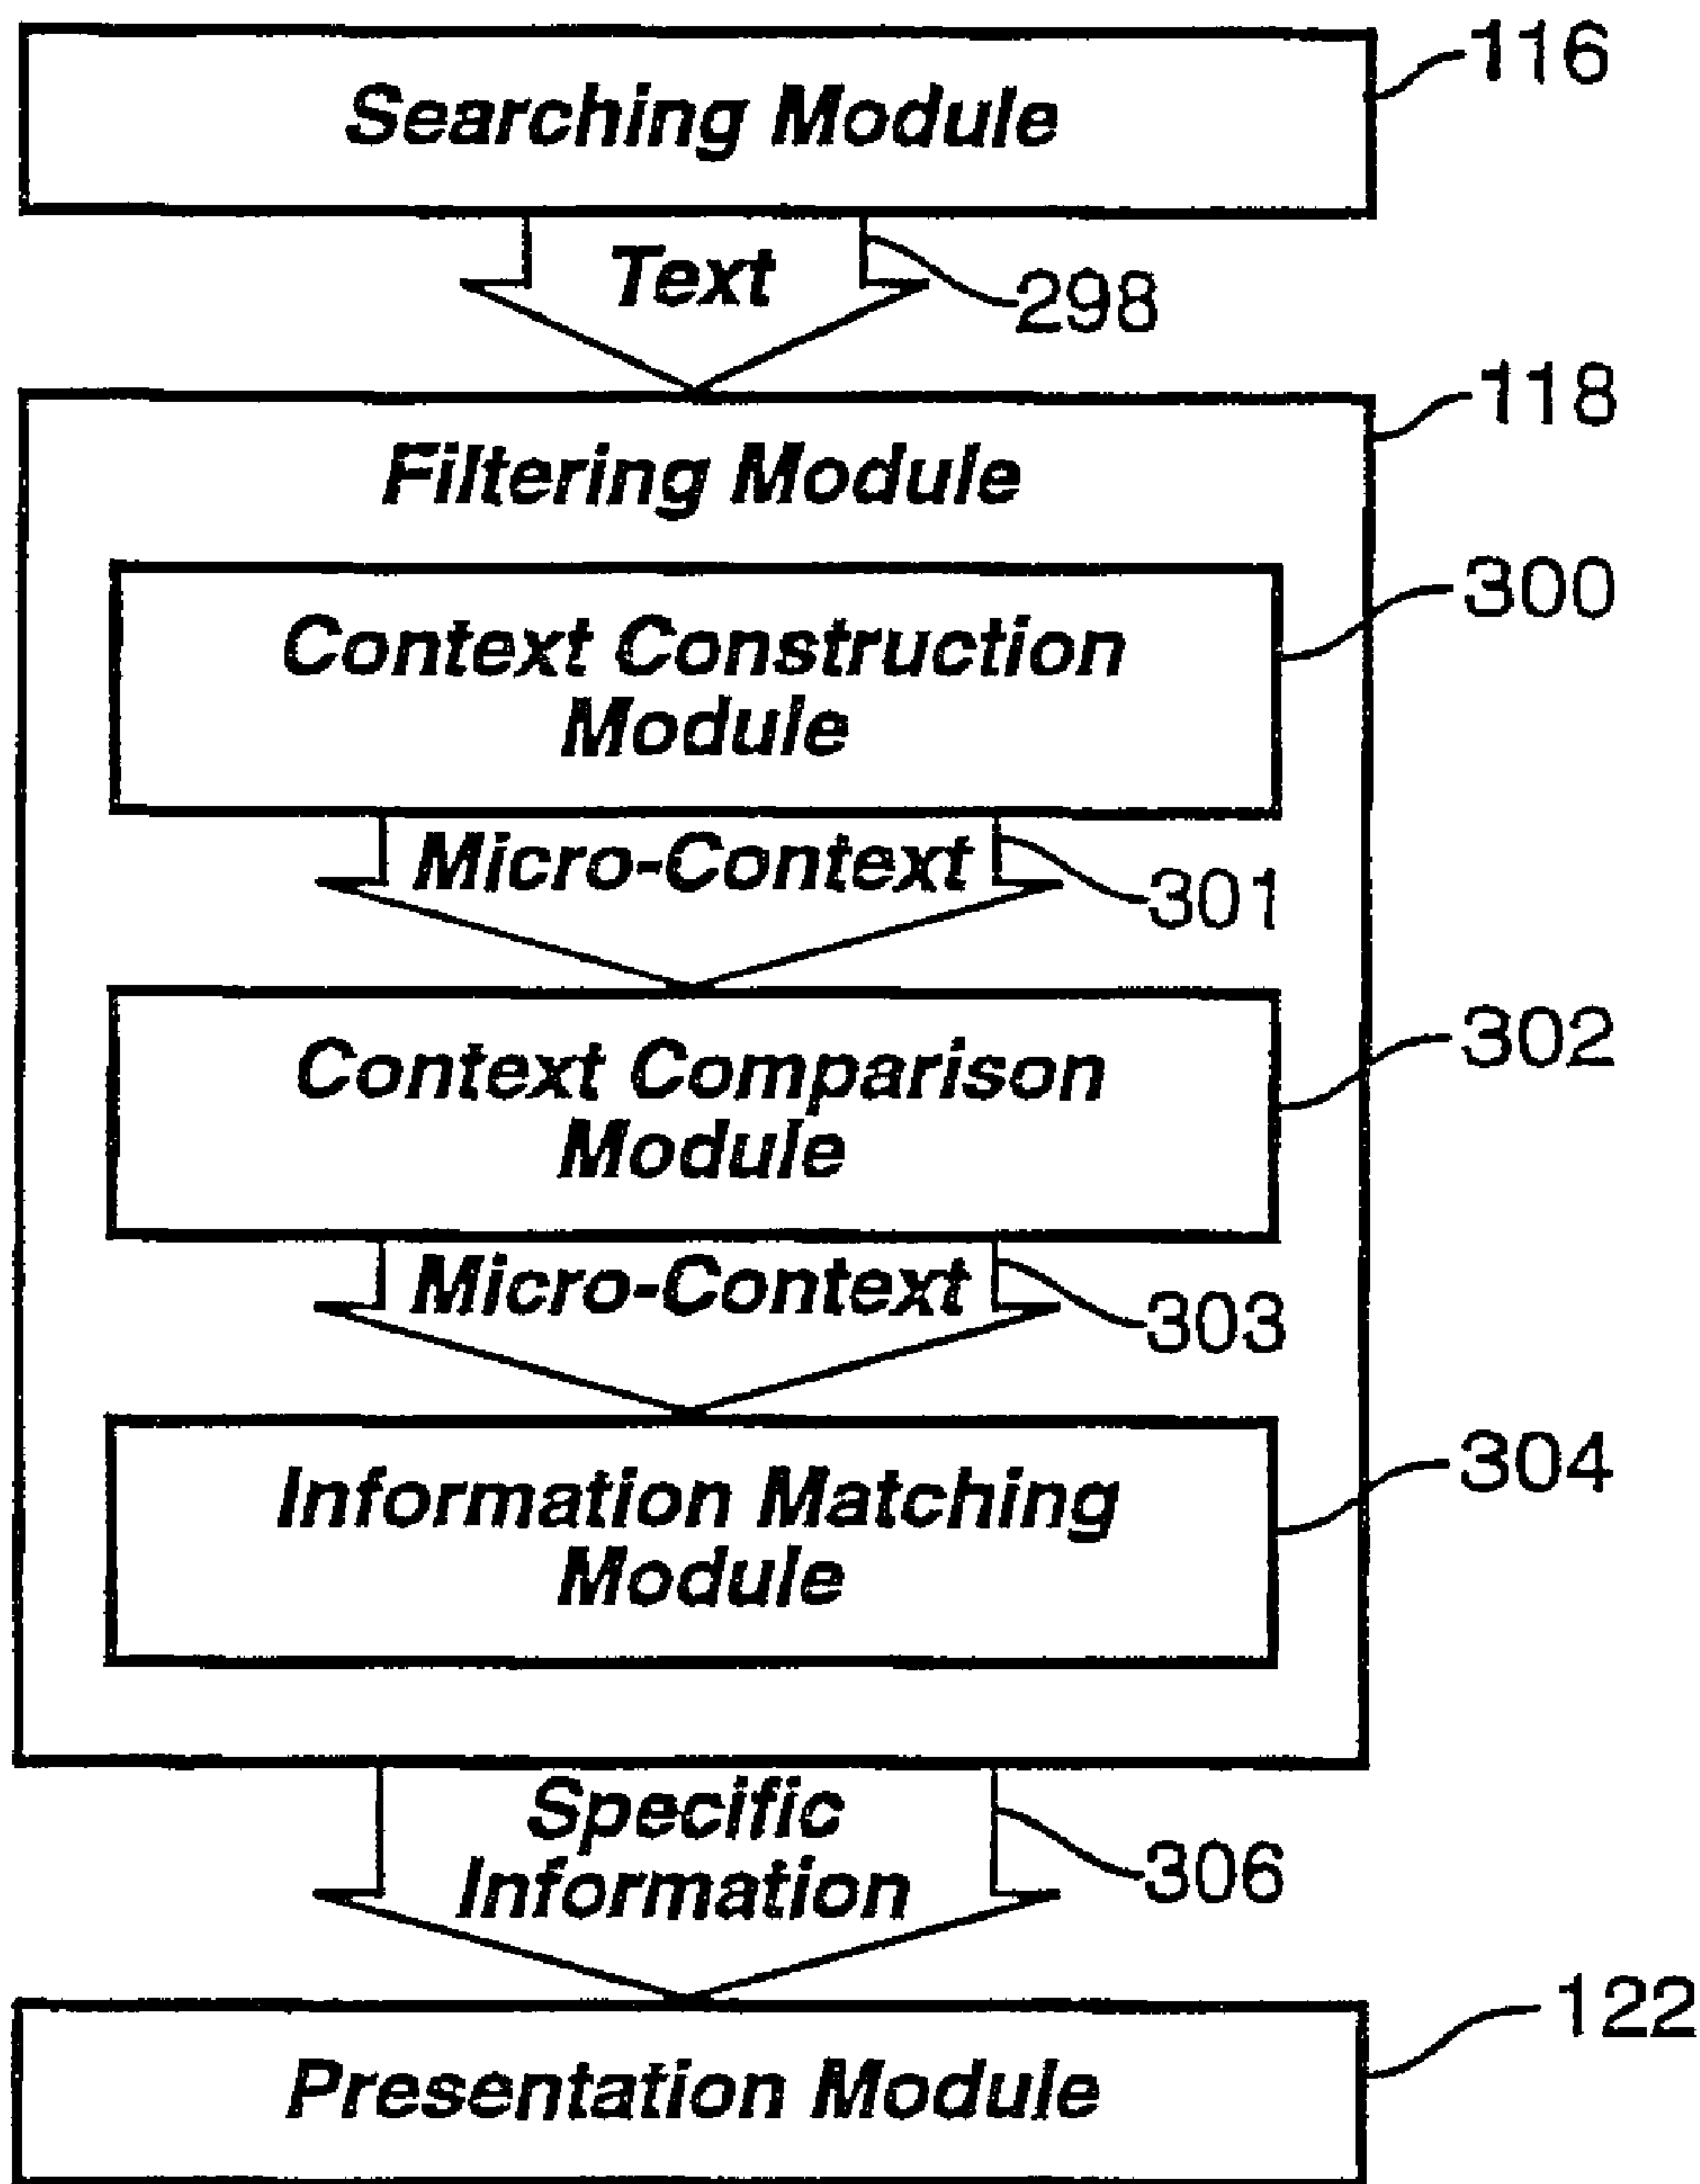 Searching Module
116
Text
298
118
Filtering Module
300
Context Construction
Module
Micro-Context
301
302
Context Comparison
Module
Micro-Context
303
304
Information Matching
Module
Specific
Information
306
122
Presentation Module